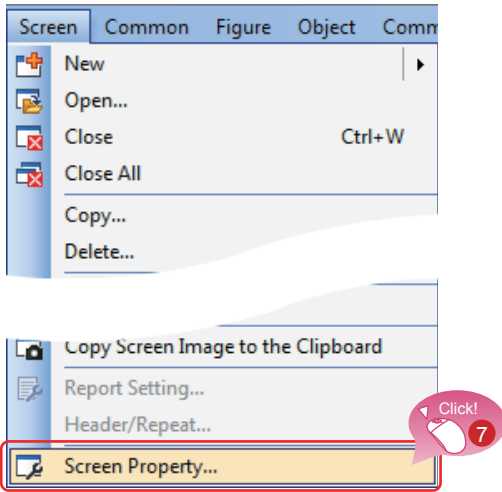 Screen Common Figure Object Comm
New
Open...
Close Ctrl+W
Close All
Copy...
Delete...
Copy Screen Image to the Clipboard
Report Setting...
Header/Repeat...
Click!
7
Screen Property...